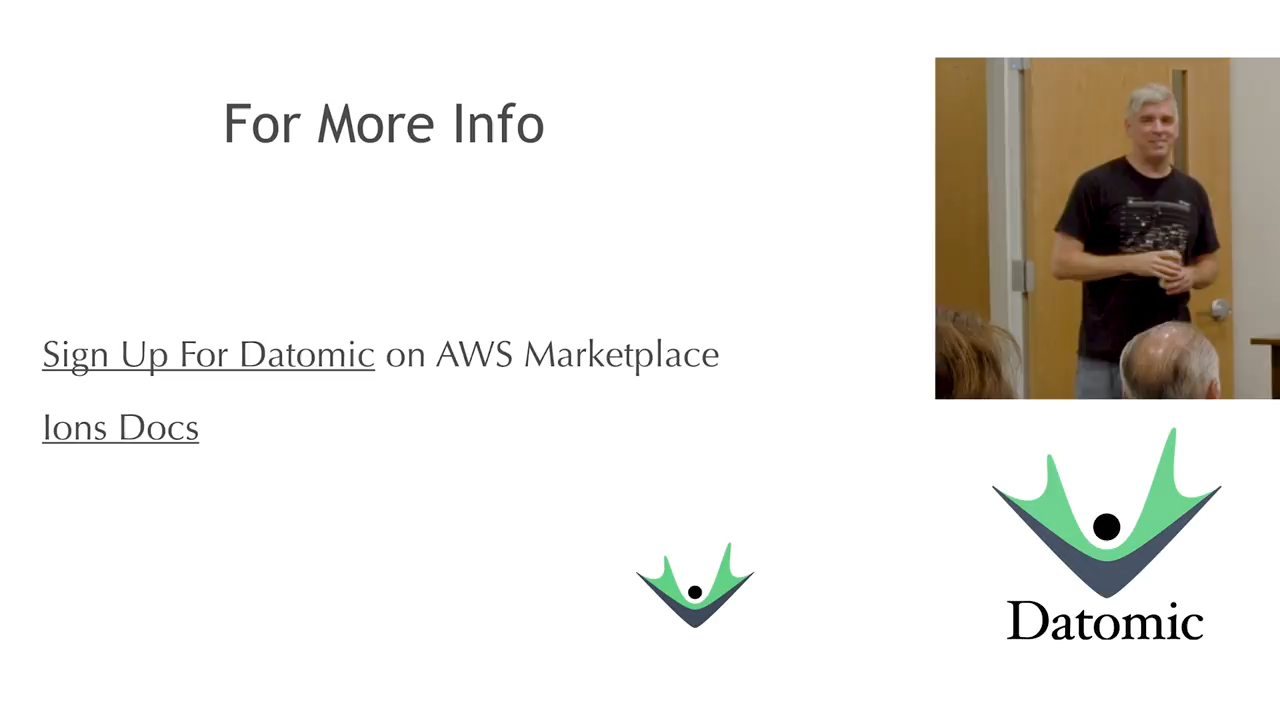 For More Info
Sign Up For Datomic on AWS Marketplace
Ions Docs
Datomic